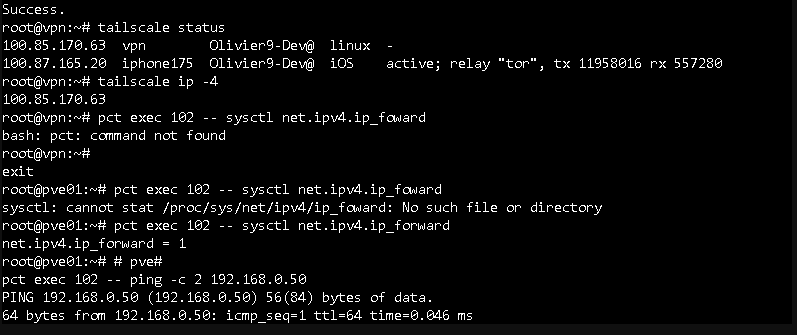 Success.
root@vpn:~# tailscale status
100.85.170.63  vpn       Olivier9-Dev@  linux  -
100.87.165.20  iphone175  Olivier9-Dev@  iOS    active; relay "tor", tx 11958016 rx 557280
root@vpn:~# tailscale ip -4
100.85.170.63
root@vpn:~# pct exec 102 -- sysctl net.ipv4.ip_foward
bash: pct: command not found
root@vpn:~#
exit
root@pve01:~# pct exec 102 -- sysctl net.ipv4.ip_foward
sysctl: cannot stat /proc/sys/net/ipv4/ip_foward: No such file or directory
root@pve01:~# pct exec 102 -- sysctl net.ipv4.ip_forward
net.ipv4.ip_forward = 1
root@pve01:~# # pve#
pct exec 102 -- ping -c 2 192.168.0.50
PING 192.168.0.50 (192.168.0.50) 56(84) bytes of data.
64 bytes from 192.168.0.50: icmp_seq=1 ttl=64 time=0.046 ms